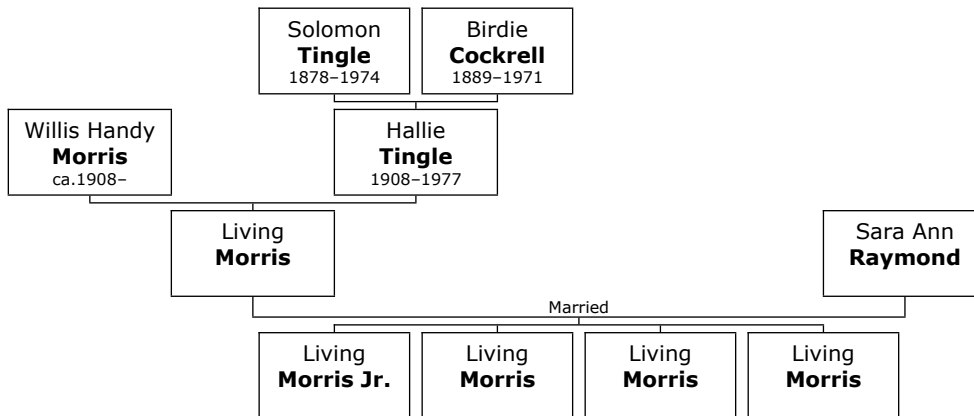 Solomon
Tingle
1878–1974
Birdie
Cockrell
1889–1971
Willis Handy
Morris
ca.1908–
Hallie
Tingle
1908–1977
Living
Morris
Sara Ann
Raymond
Married
Living
Morris Jr.
Living
Morris
Living
Morris
Living
Morris